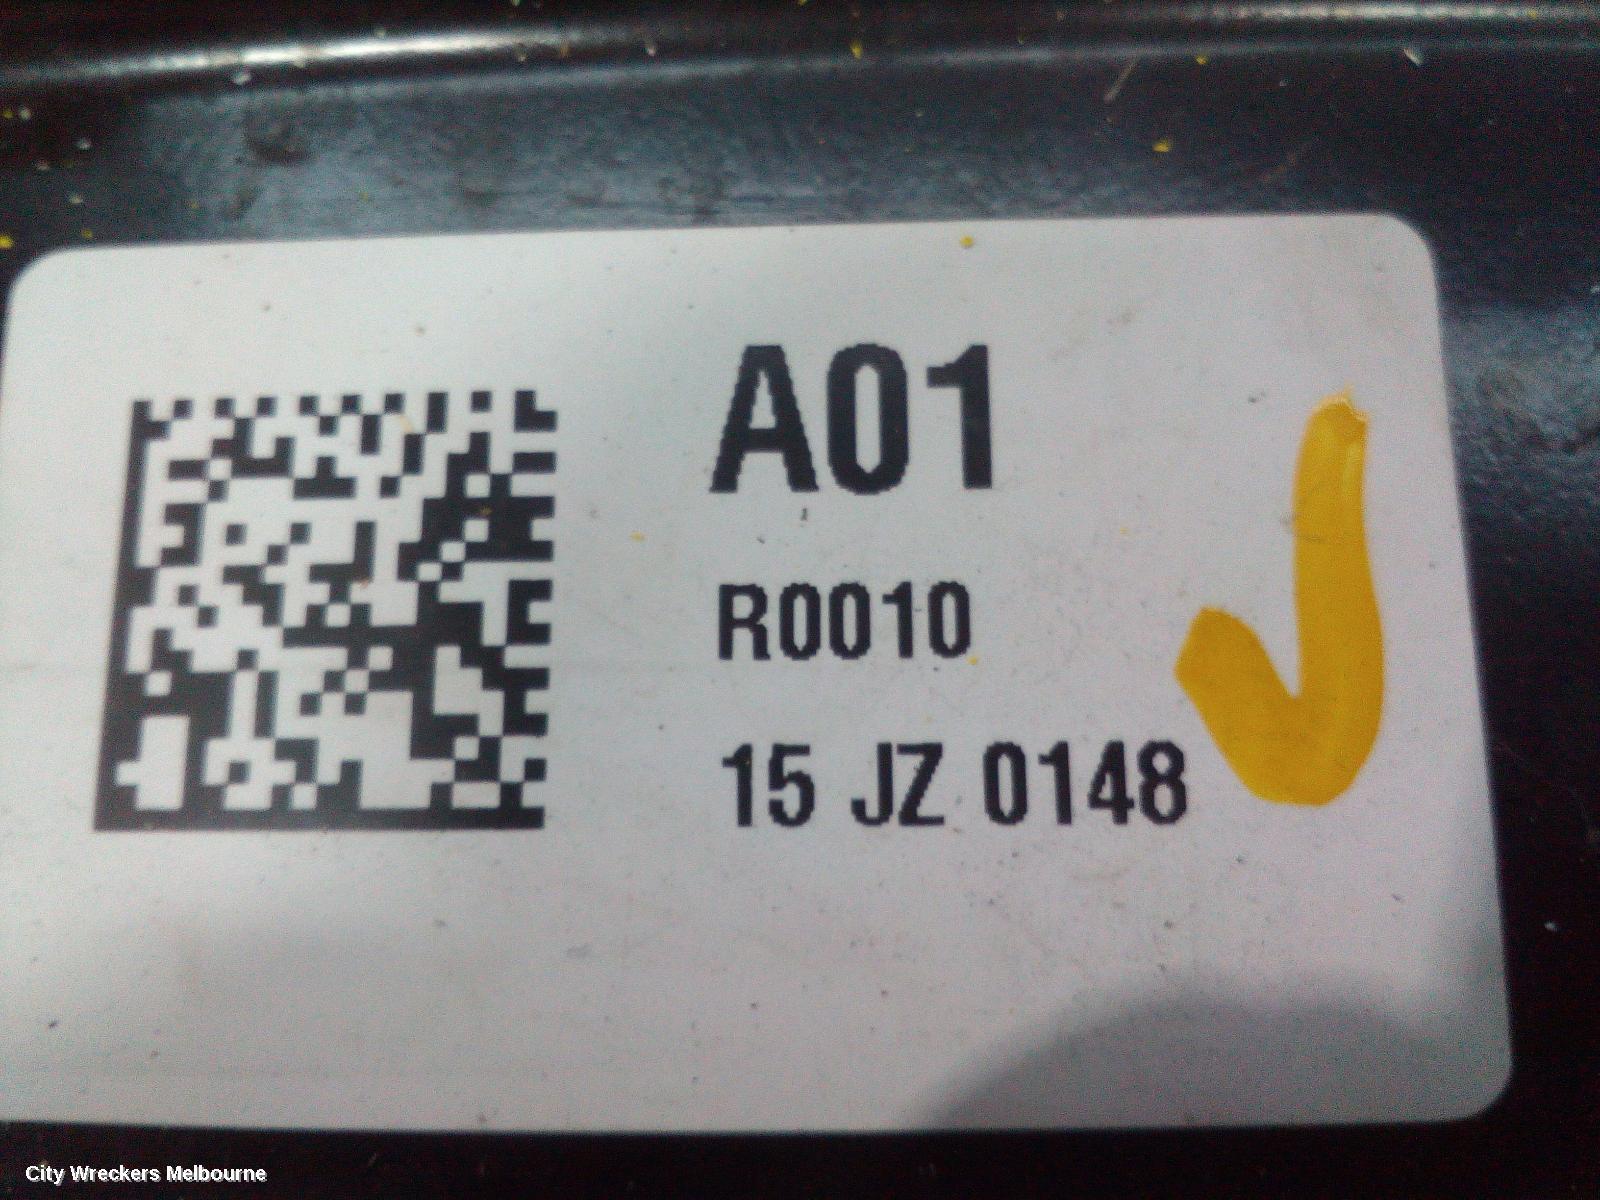 A01
R0010
15 JZ 0148
City Wreckers Melbourne